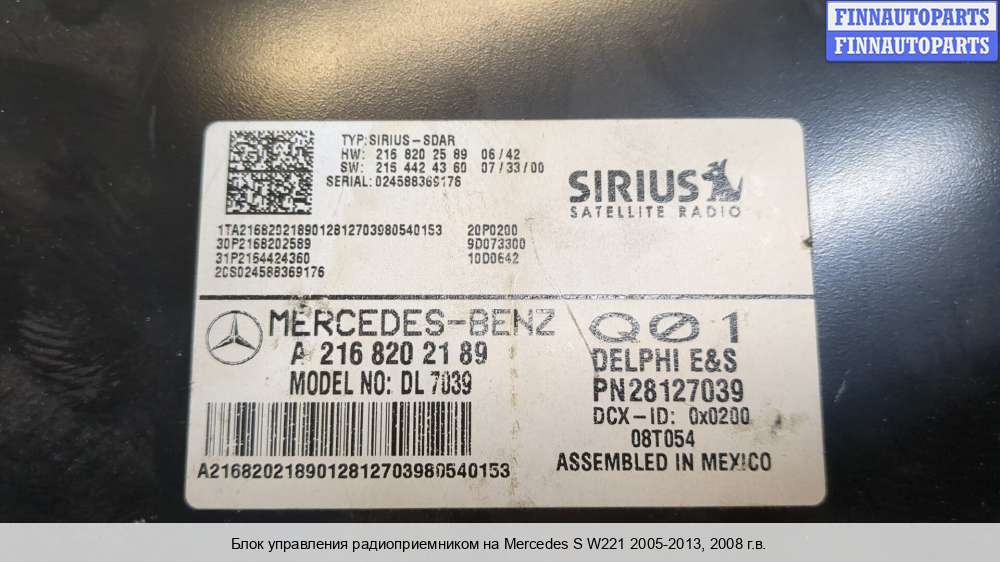 FINNAUTOPARTS
FINNAUTOPARTS
TYP: SIRIUS-SDAR
HW: 216 820 25 89 06/42
SW: 215 442 43 60 07/33/00
SERIAL: 024588369176
SIRIUS
SATELLITE RADIO
1TA2168202189012812703980540153 20P0200
30P2168202589 9D073300
31P2154424360 10D0642
20S024588369176
MERCEDES-BENZ Q01
A 216 820 21 89 DELPHI E&S
MODEL NO: DL 7039 PN28127039
DCX-ID: 0x0200
08T054
A2168202189012812703980540153 ASSEMBLED IN MEXICO
Блок управления радиоприемником на Mercedes S W221 2005-2013, 2008 г.в.